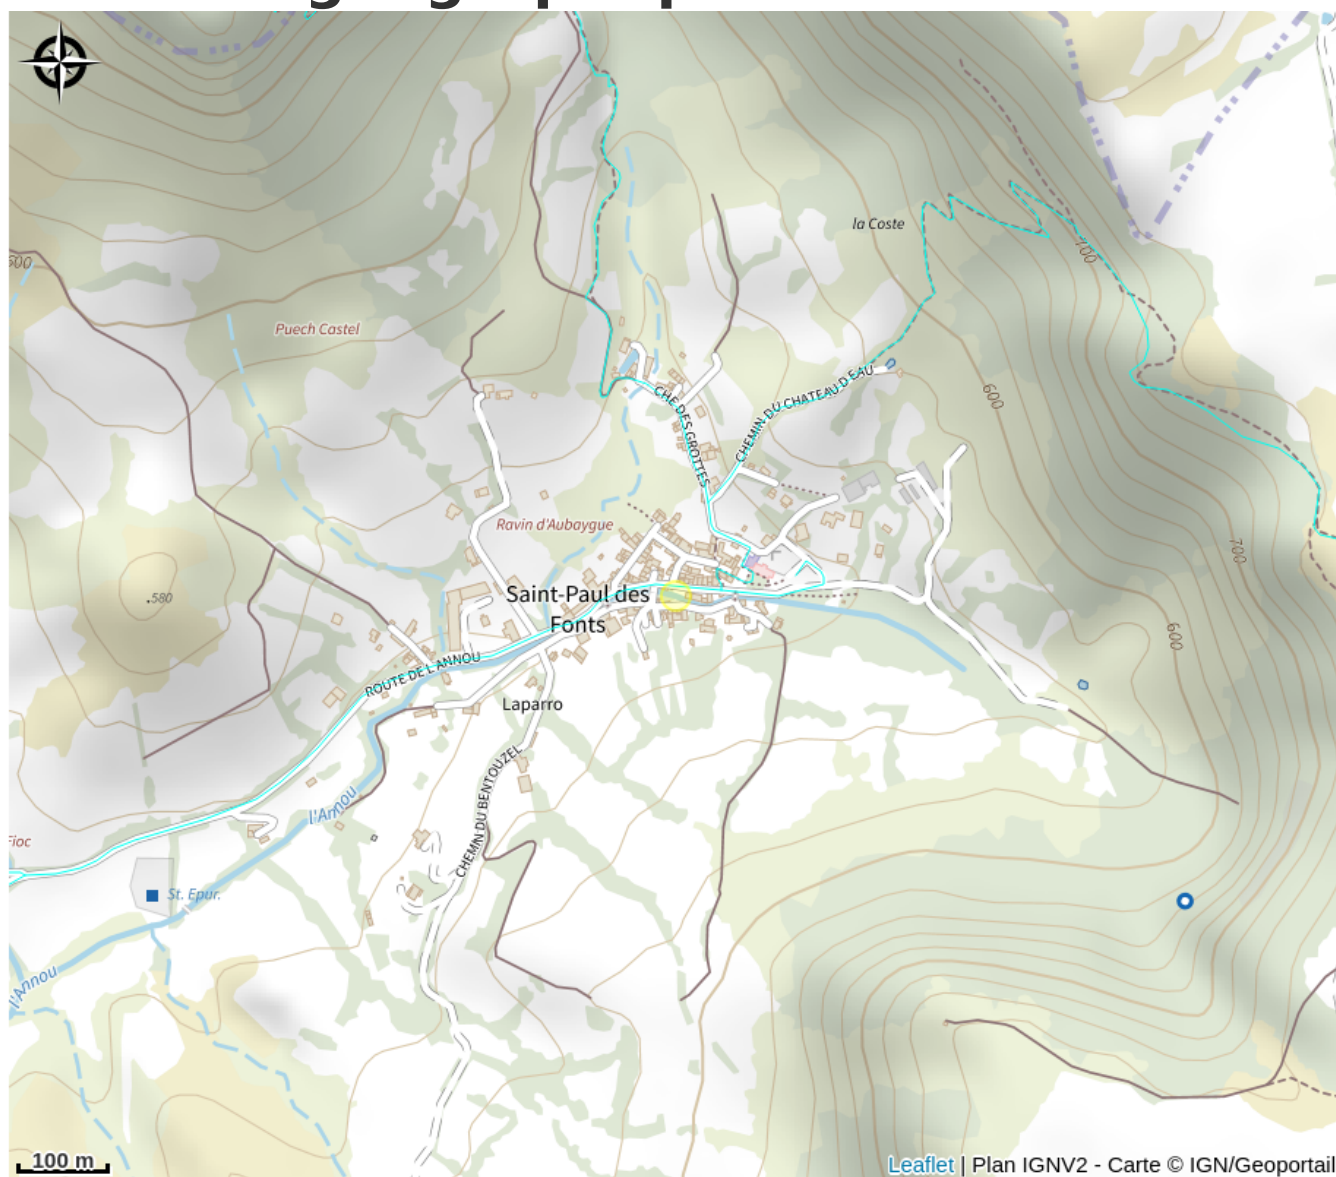 la Coste
700
600
Puech Castel
CHEMIN DU CHATEAU D EAU
CHE DES GROTTES
600
Ravin d'Aubaygue
700
Saint-Paul des
Fonts
.580
600
ROUTE DE L ANNOU
Laparro
CHEMIN DU BENTOUZEL
l'Annou
St. Epur.
l'Annou
100 m
Leaflet | Plan IGNV2 - Carte © IGN/Geoportail